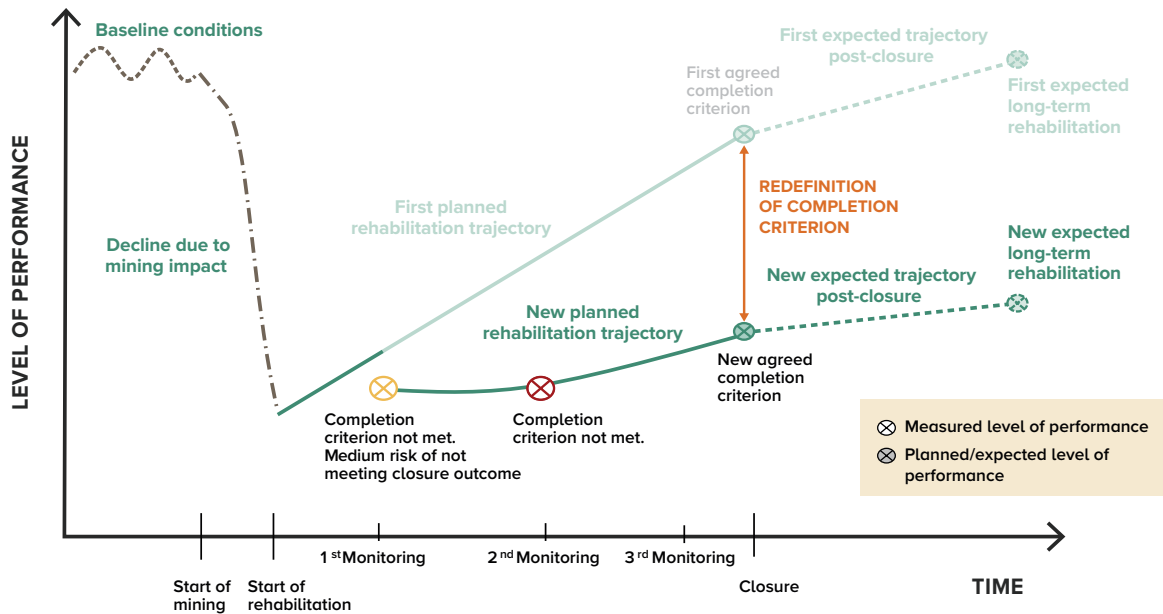 Baseline conditions
First expected trajectory
post-closure
First agreed
completion
criterion
First expected
long-term
rehabilitation
LEVEL OF PERFORMANCE
REDEFINITION
OF COMPLETION
CRITERION
First planned
rehabilitation trajectory
Decline due to
mining impact
New expected
long-term
rehabilitation
New expected trajectory
post-closure
New planned
rehabilitation trajectory
New agreed
completion
criterion
Completion
criterion not met.
Medium risk of not
meeting closure outcome
Completion
criterion not met.
Measured level of performance
Planned/expected level of
performance
1st Monitoring
2nd Monitoring
3rd Monitoring
Start of
mining
Start of
rehabilitation
Closure
TIME